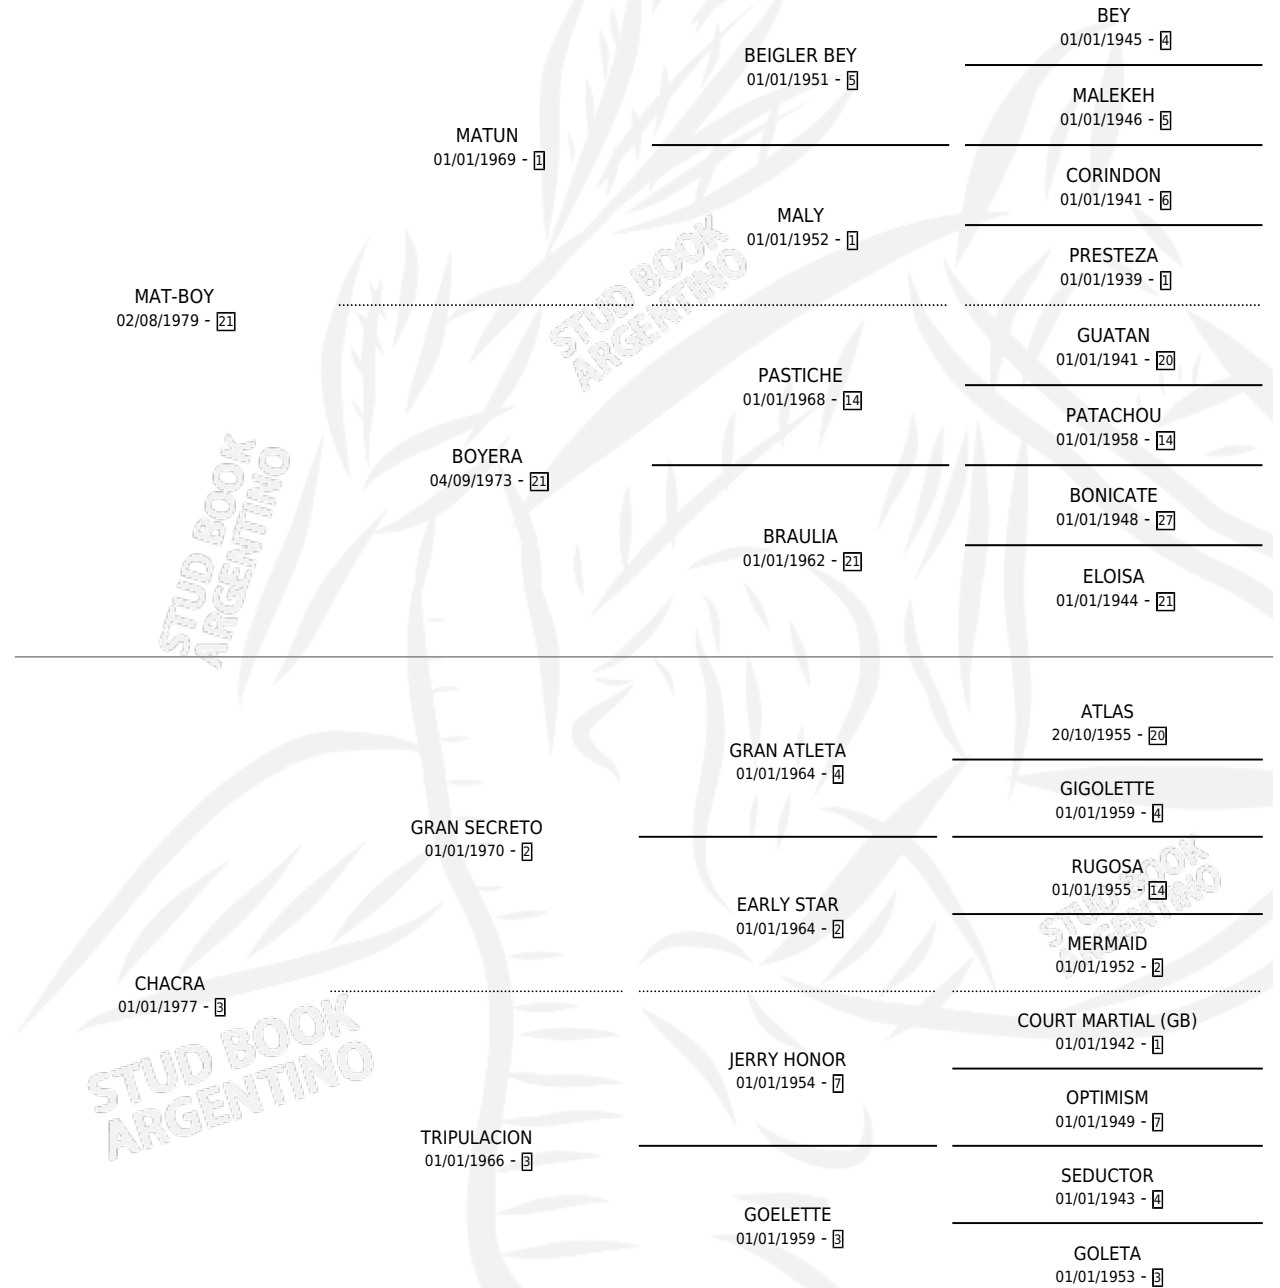 BEY
01/01/1945 - 4
BEIGLER BEY
01/01/1951 - 5
MALEKEH
01/01/1946 - 5
MATUN
01/01/1969 - 1
CORINDON
01/01/1941 - 6
MALY
01/01/1952 - 1
PRESTEZA
01/01/1939 - 1
MAT-BOY
02/08/1979 - 21
GUATAN
01/01/1941 - 20
PASTICHE
01/01/1968 - 14
PATACHOU
01/01/1958 - 14
BOYERA
04/09/1973 - 21
BONICATE
01/01/1948 - 27
BRAULIA
01/01/1962 - 21
ELOISA
01/01/1944 - 21
ATLAS
20/10/1955 - 20
GRAN ATLETA
01/01/1964 - 4
GIGOLETTE
01/01/1959 - 4
GRAN SECRETO
01/01/1970 - 2
RUGOSA
01/01/1955 - 14
EARLY STAR
01/01/1964 - 2
MERMAID
01/01/1952 - 2
CHACRA
01/01/1977 - 3
COURT MARTIAL (GB)
01/01/1942 - 1
JERRY HONOR
01/01/1954 - 7
OPTIMISM
01/01/1949 - 7
TRIPULACION
01/01/1966 - 3
SEDUCTOR
01/01/1943 - 4
GOELETTE
01/01/1959 - 3
GOLETA
01/01/1953 - 3
STUD BOOK
ARGENTINO
STUD BOOK
ARGENTINO
STUD BOOK
ARGENTINO
STUD BOOK
ARGENTINO